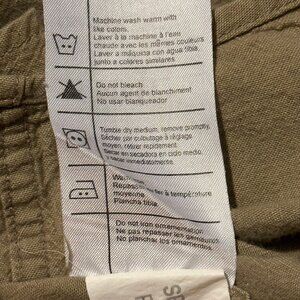 Machine wash warm with
like colors.
Laver à la machine à l'eau
chaude avec les mêmes couleurs
Lavar a máquina con agua tibia,
junto a colores similares
Do not bleach
Aucun agent de blanchiment
No usar blanqueador
Tumble dry medium, remove promptly.
Sécher par culbutage à réglage
moyen, retirer rapidement
Secar en secadora en ciclo medio,
y sacar inmediatamente
Repasser à température
moyenne
Plancha tibia
Do not iron ornamentation.
Ne pas repasser les garnitures
No planchar los ornamentos